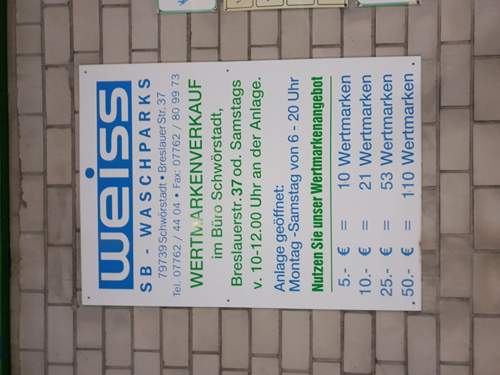 weiss
SB - WASCHPARKS
79739 Schwörstadt • Breslauer Str. 37
Tel. 07762 / 44 04 • Fax: 07762 / 80 99 73
WERTMARKENVERKAUF
im Büro Schwörstadt,
Breslauerstr. 37 od. Samstags
v. 10-12.00 Uhr an der Anlage.
Anlage geöffnet:
Montag -Samstag von 6 - 20 Uhr
Nutzen Sie unser Wertmarkenangebot
5.- € = 10 Wertmarken
10.- € = 21 Wertmarken
25.- € = 53 Wertmarken
50.- € = 110 Wertmarken